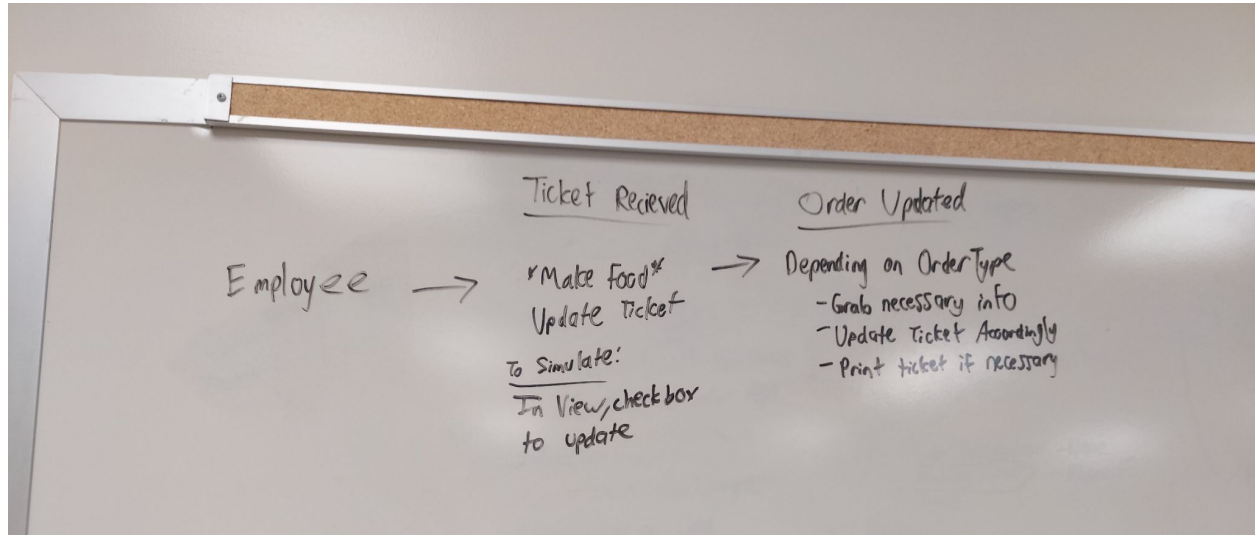 Ticket Recieved
Order Updated
Employee
*Make Food*
Update Ticket
To Simulate:
In View, checkbox
to update
Depending on OrderType
- Grab necessary info
- Update Ticket Accordingly
- Print ticket if necessary